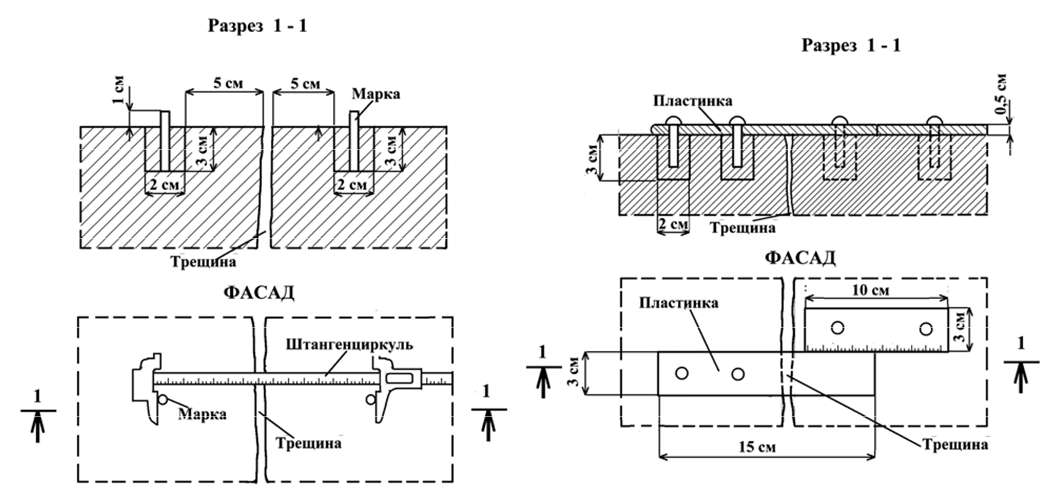 Разрез 1 - 1
1 см
5 см
5 см
Марка
3 см
3 см
2 см
2 см
Трещина
ФАСАД
Штангенциркуль
1
1
Марка
Трещина
Разрез 1 - 1
Пластинка
0,5 см
3 см
2 см
Трещина
ФАСАД
Пластинка
10 см
3 см
1
1
3 см
Трещина
15 см